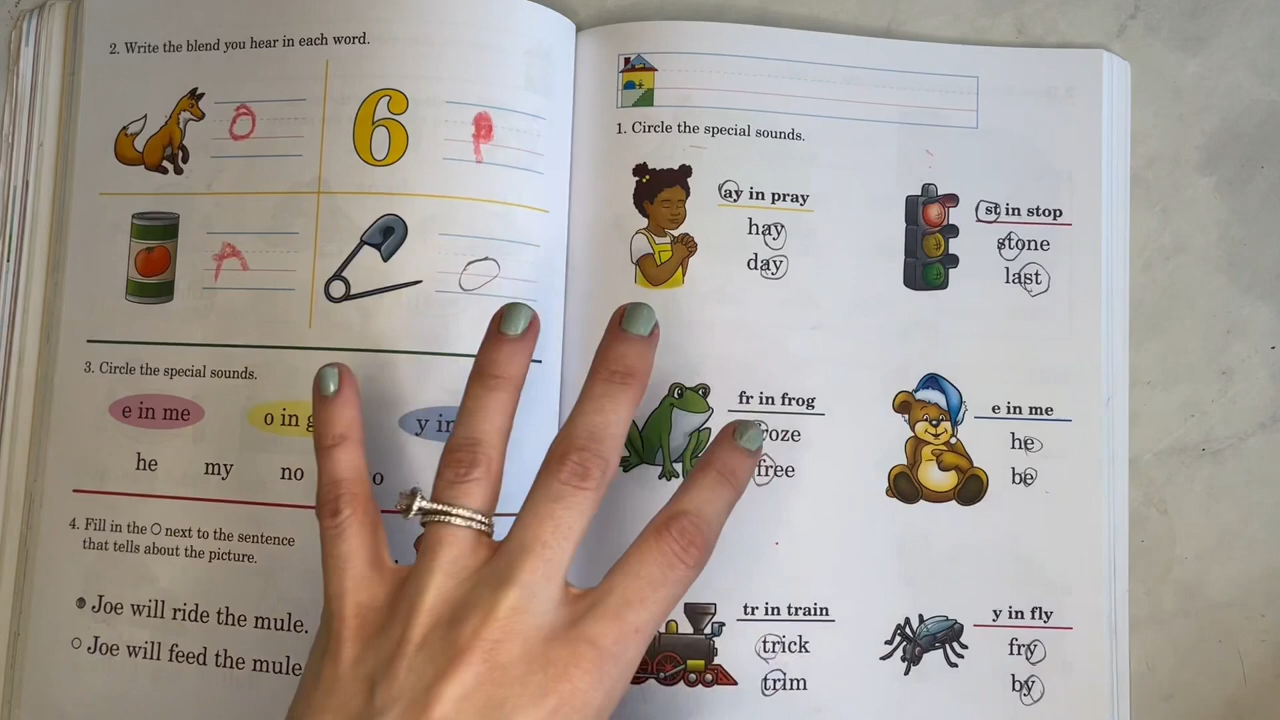 2. Write the blend you hear in each word.
O
6
P
A
o
3. Circle the special sounds.
e in me
o in
he my no
4. Fill in the O next to the sentence
that tells about the picture.
Joe will ride the mule.
Joe will feed the mule
1. Circle the special sounds.
ay in pray
hay
day
st in stop
stone
last
fr in frog
free
e in me
he
be
tr in train
trick
trim
y in fly
fry
by